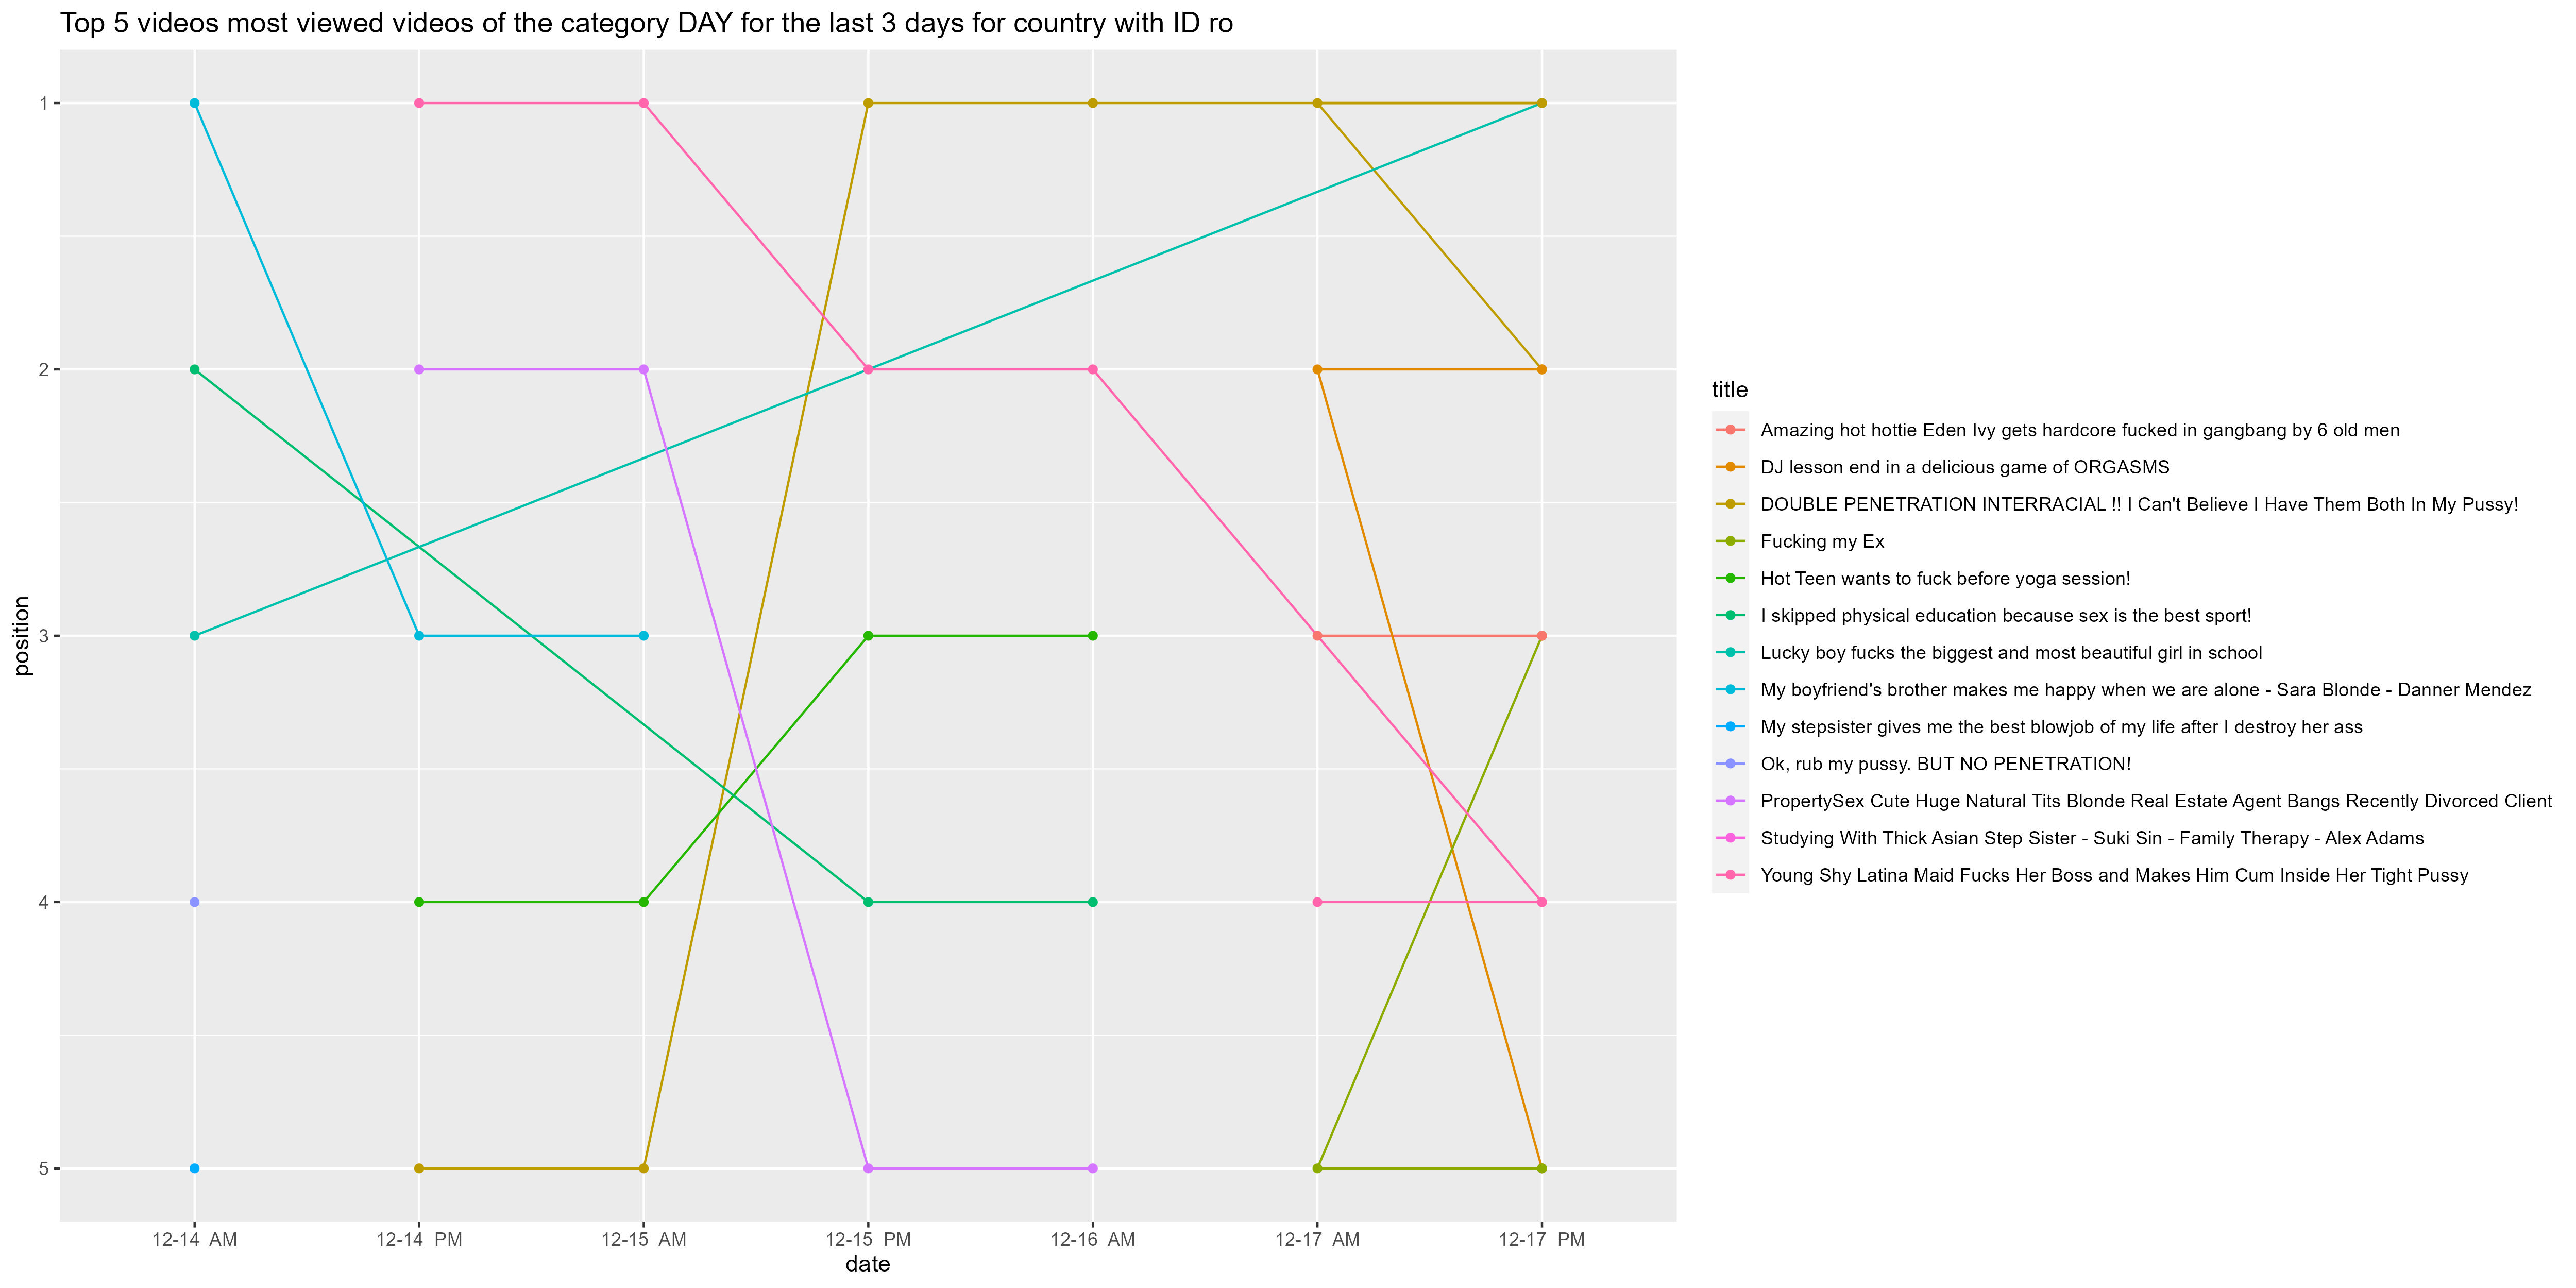 Top 5 videos most viewed videos of the category DAY for the last 3 days for country with ID ro
1
2
3
4
5
position
12-14 AM
12-14 PM
12-15 AM
12-15 PM
12-16 AM
12-17 AM
12-17 PM
date
title
Amazing hot hottie Eden Ivy gets hardcore fucked in gangbang by 6 old men
DJ lesson end in a delicious game of ORGASMS
DOUBLE PENETRATION INTERRACIAL !! I Can't Believe I Have Them Both In My Pussy!
Fucking my Ex
Hot Teen wants to fuck before yoga session!
I skipped physical education because sex is the best sport!
Lucky boy fucks the biggest and most beautiful girl in school
My boyfriend's brother makes me happy when we are alone - Sara Blonde - Danner Mendez
My stepsister gives me the best blowjob of my life after I destroy her ass
Ok, rub my pussy. BUT NO PENETRATION!
PropertySex Cute Huge Natural Tits Blonde Real Estate Agent Bangs Recently Divorced Client
Studying With Thick Asian Step Sister - Suki Sin - Family Therapy - Alex Adams
Young Shy Latina Maid Fucks Her Boss and Makes Him Cum Inside Her Tight Pussy